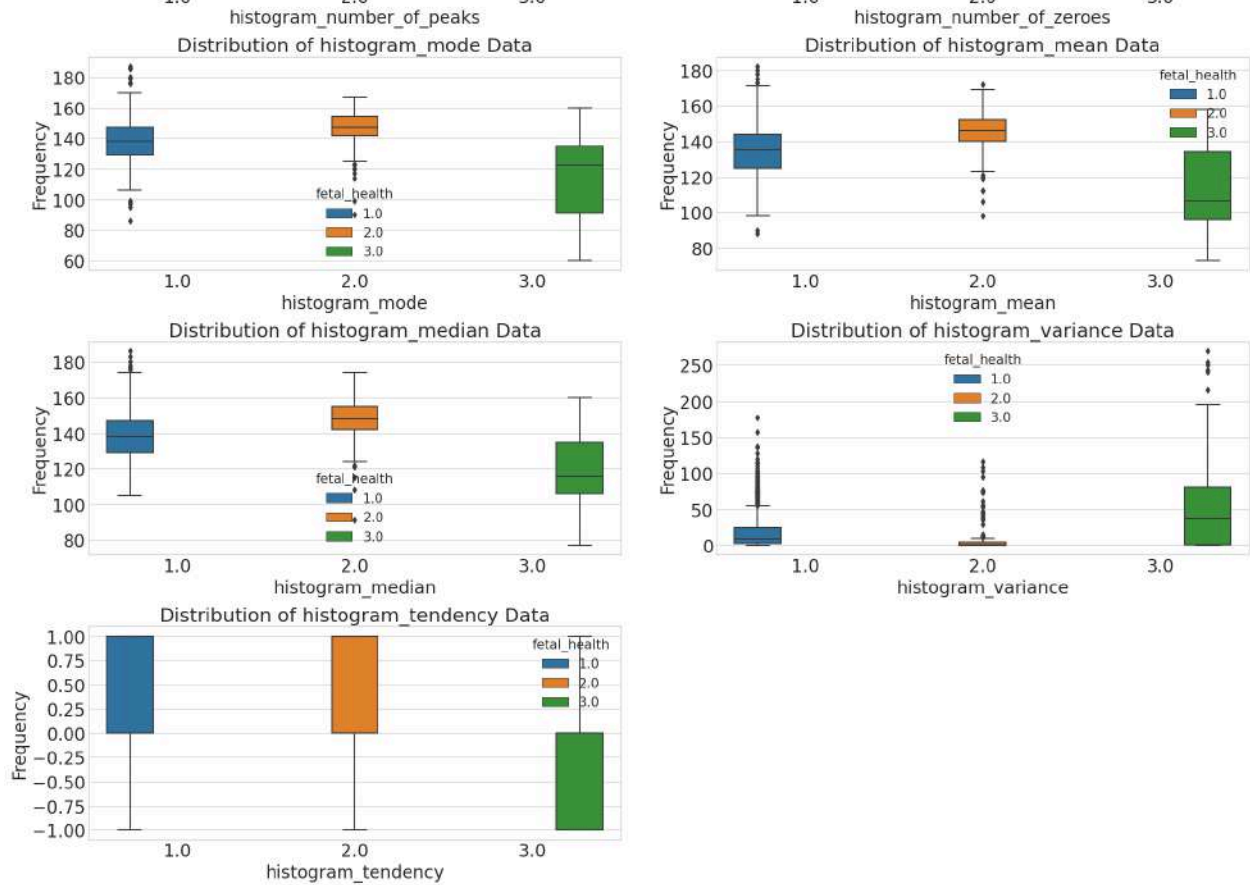 histogram_number_of_peaks
histogram_number_of_zeroes
Distribution of histogram_mode Data
180
160
140
120
100
80
60
Frequency
fetal_health
1.0
2.0
3.0
1.0 2.0 3.0
histogram_mode
Distribution of histogram_mean Data
180
160
140
120
100
80
Frequency
fetal_health
1.0
2.0
3.0
1.0 2.0 3.0
histogram_mean
Distribution of histogram_median Data
180
160
140
120
100
80
Frequency
fetal_health
1.0
2.0
3.0
1.0 2.0 3.0
histogram_median
Distribution of histogram_variance Data
250
200
150
100
50
0
Frequency
fetal_health
1.0
2.0
3.0
1.0 2.0 3.0
histogram_variance
Distribution of histogram_tendency Data
1.00
0.75
0.50
0.25
0.00
−0.25
−0.50
−0.75
−1.00
Frequency
fetal_health
1.0
2.0
3.0
1.0 2.0 3.0
histogram_tendency